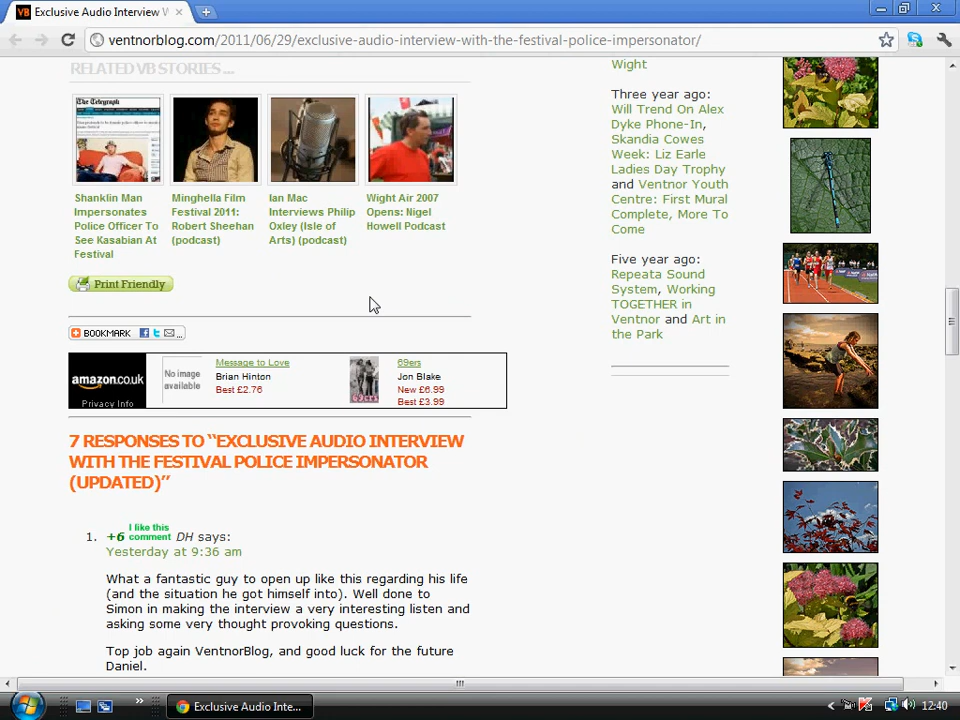 Exclusive Audio Interview W
ventnorblog.com/2011/06/29/exclusive-audio-interview-with-the-festival-police-impersonator/
RELATED VB STORIES ...
The Telegraph
Shanklin Man
Impersonates
Police Officer To
See Kasabian At
Festival
Minghella Film
Festival 2011:
Robert Sheehan
(podcast)
Ian Mac
Interviews Philip
Oxley (Isle of
Arts) (podcast)
Wight Air 2007
Opens: Nigel
Howell Podcast
Print Friendly
BOOKMARK
amazon.co.uk
Privacy Info
No image
available
Message to Love
Brian Hinton
Best £2.76
69ers
Jon Blake
New £6.99
Best £3.99
7 RESPONSES TO “EXCLUSIVE AUDIO INTERVIEW
WITH THE FESTIVAL POLICE IMPERSONATOR
(UPDATED)”
1. +6 I like this comment DH says:
Yesterday at 9:36 am
What a fantastic guy to open up like this regarding his life
(and the situation he got himself into). Well done to
Simon in making the interview a very interesting listen and
asking some very thought provoking questions.
Top job again VentnorBlog, and good luck for the future
Daniel.
Wight
Three year ago:
Will Trend On Alex
Dyke Phone-In,
Skandia Cowes
Week: Liz Earle
Ladies Day Trophy
and Ventnor Youth
Centre: First Mural
Complete, More To
Come
Five year ago:
Repeata Sound
System, Working
TOGETHER in
Ventnor and Art in
the Park
Exclusive Audio Inte...
12:40